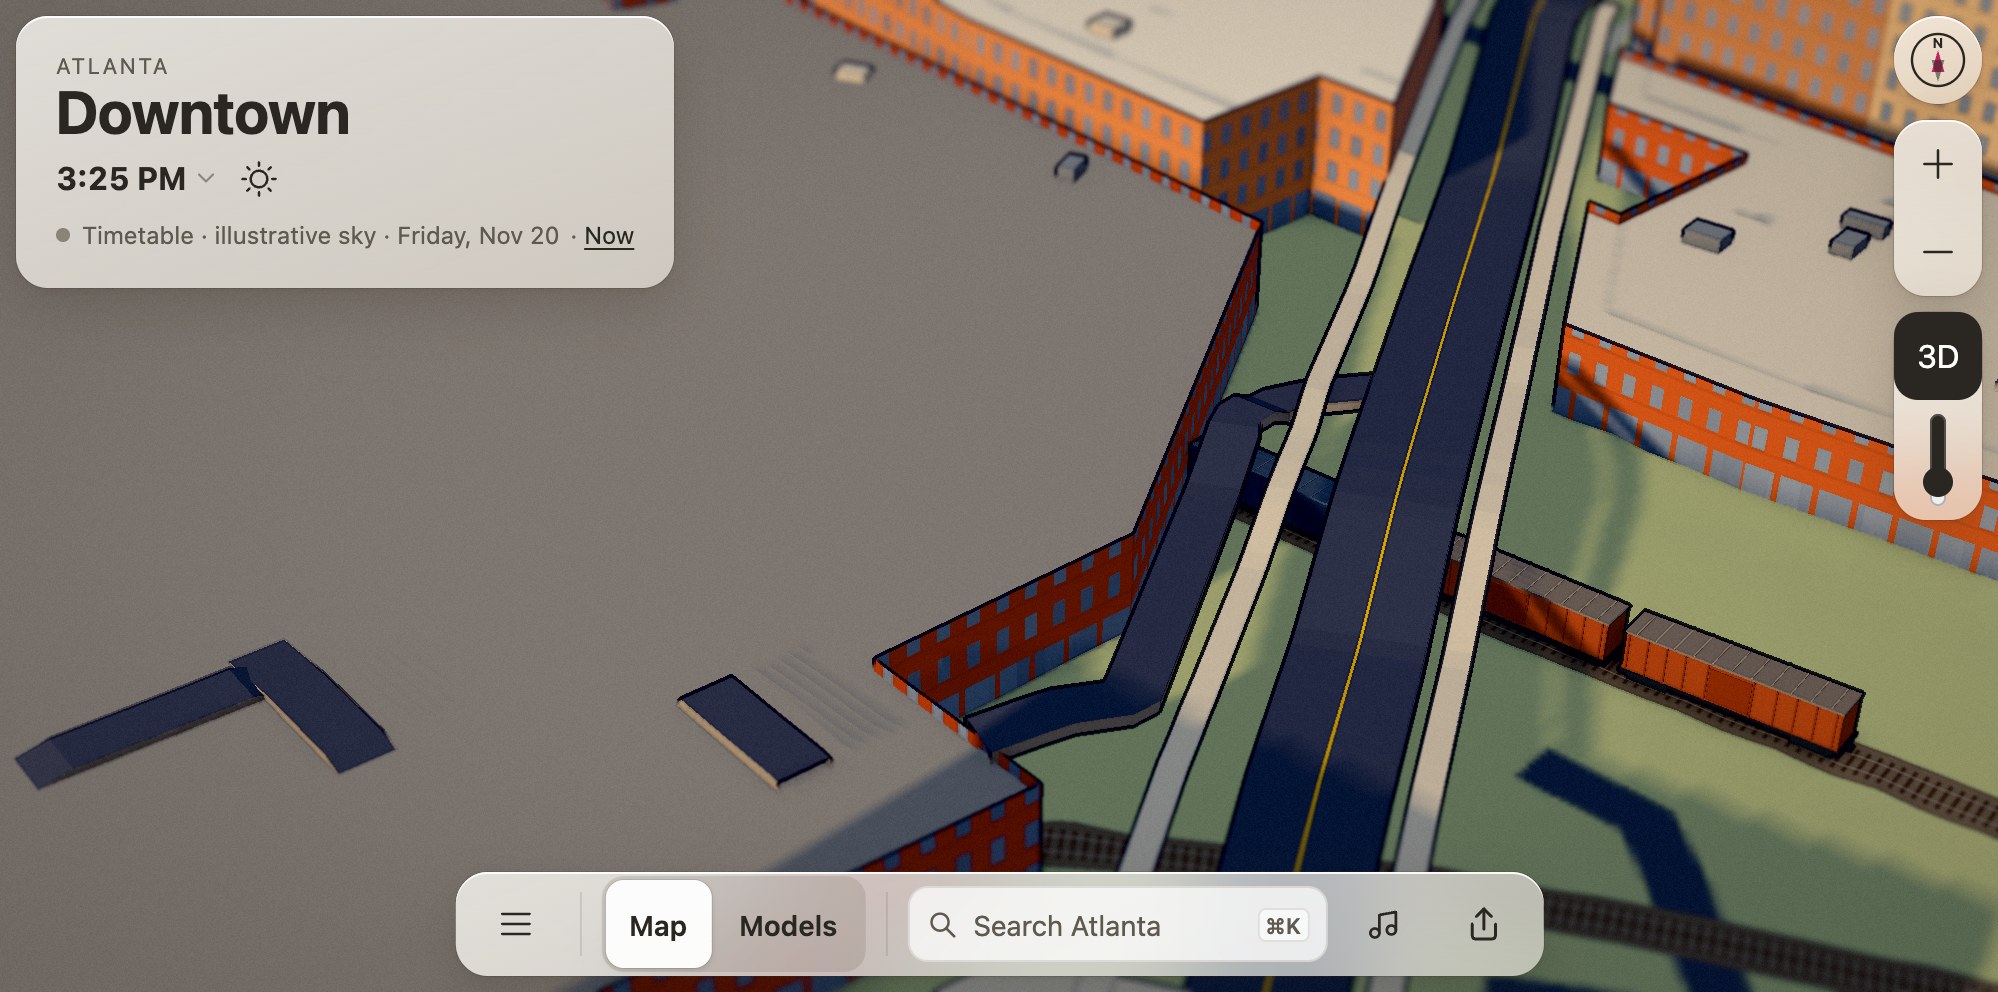 ATLANTA
Downtown
3:25 PM
Timetable · illustrative sky · Friday, Nov 20 · Now
N
3D
Map
Models
Search Atlanta
⌘K